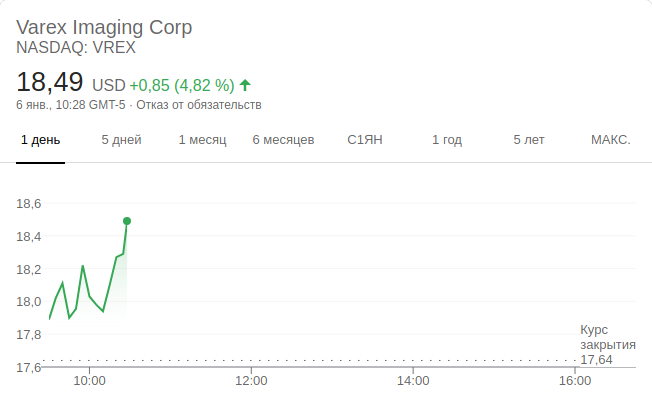 Varex Imaging Corp
NASDAQ: VREX
18,49 USD +0,85 (4,82 %)
6 янв., 10:28 GMT-5 · Отказ от обязательств
1 день 5 дней 1 месяц 6 месяцев С1ЯН 1 год 5 лет МАКС.
18,6
18,4
18,2
18,0
17,8
17,6
Курс
закрытия
17,64
10:00 12:00 14:00 16:00